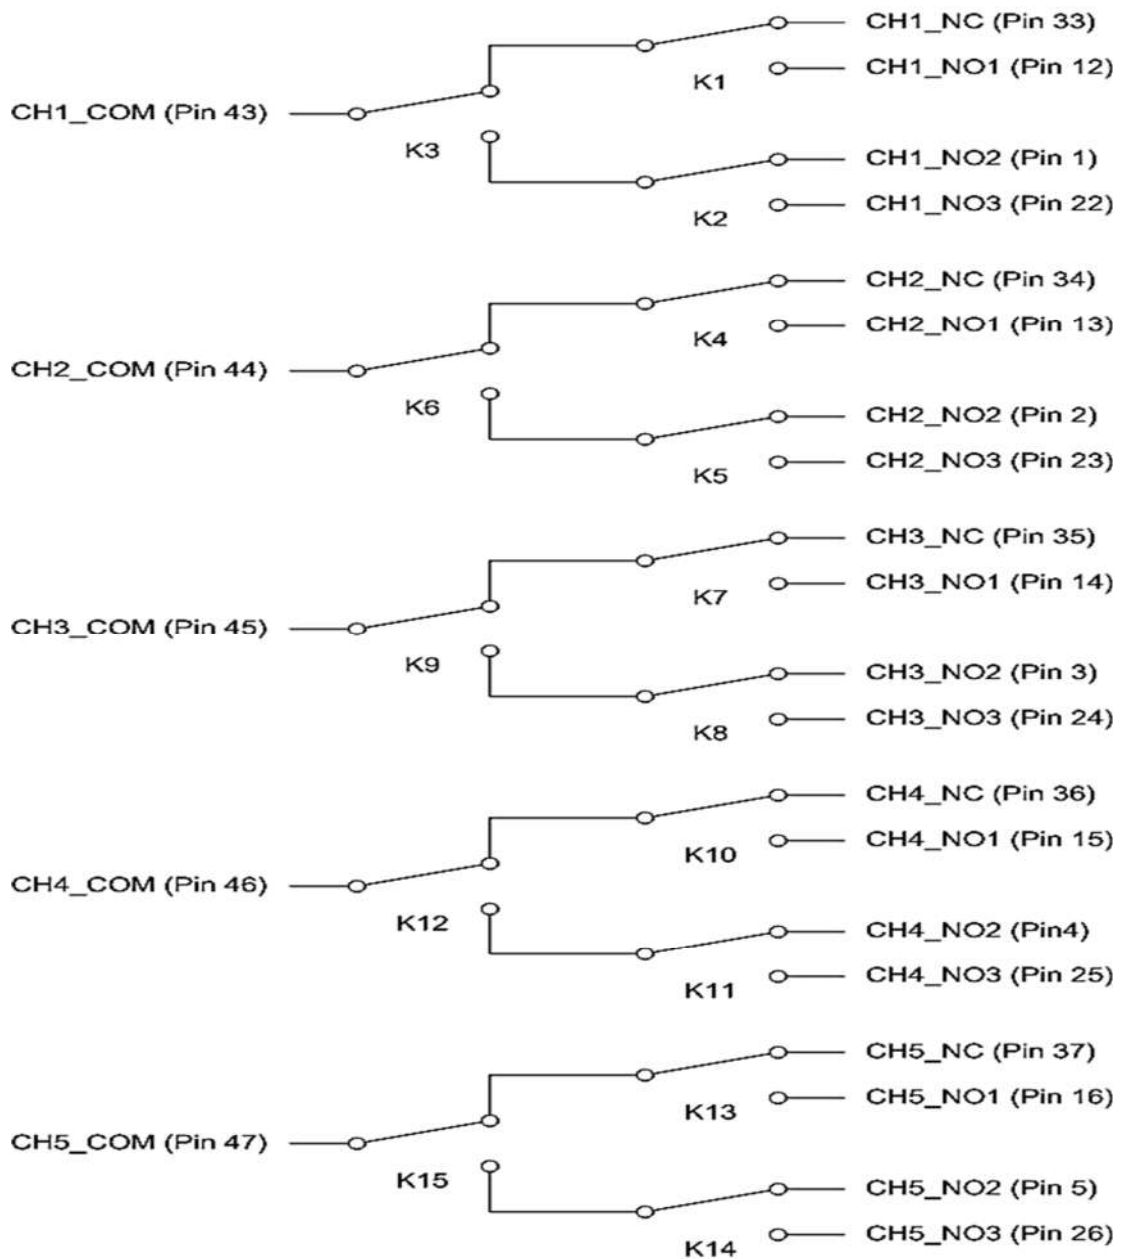 CH1_NC (Pin 33)
K1
CH1_NO1 (Pin 12)
CH1_COM (Pin 43)
K3
CH1_NO2 (Pin 1)
K2
CH1_NO3 (Pin 22)
CH2_NC (Pin 34)
K4
CH2_NO1 (Pin 13)
CH2_COM (Pin 44)
K6
CH2_NO2 (Pin 2)
K5
CH2_NO3 (Pin 23)
CH3_NC (Pin 35)
K7
CH3_NO1 (Pin 14)
CH3_COM (Pin 45)
K9
CH3_NO2 (Pin 3)
K8
CH3_NO3 (Pin 24)
CH4_NC (Pin 36)
K10
CH4_NO1 (Pin 15)
CH4_COM (Pin 46)
K12
CH4_NO2 (Pin4)
K11
CH4_NO3 (Pin 25)
CH5_NC (Pin 37)
K13
CH5_NO1 (Pin 16)
CH5_COM (Pin 47)
K15
CH5_NO2 (Pin 5)
K14
CH5_NO3 (Pin 26)